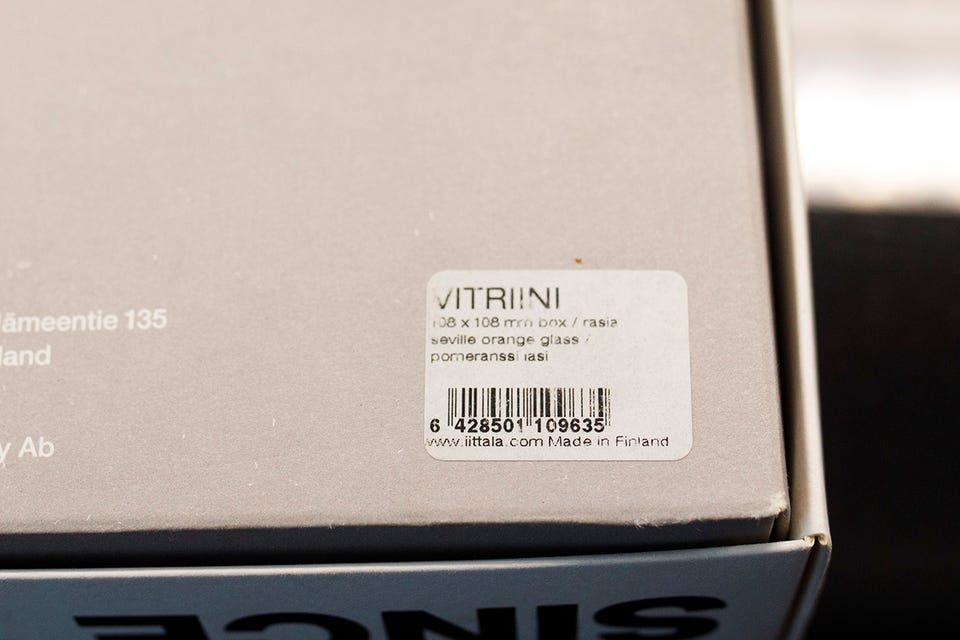 Hämeentie 135
land
y Ab
VITRIINI
108 x 108 mm box / rasia
seville orange glass /
pomeranssi lasi
6 428501 109635
www.iittala.com Made in Finland
SINCE